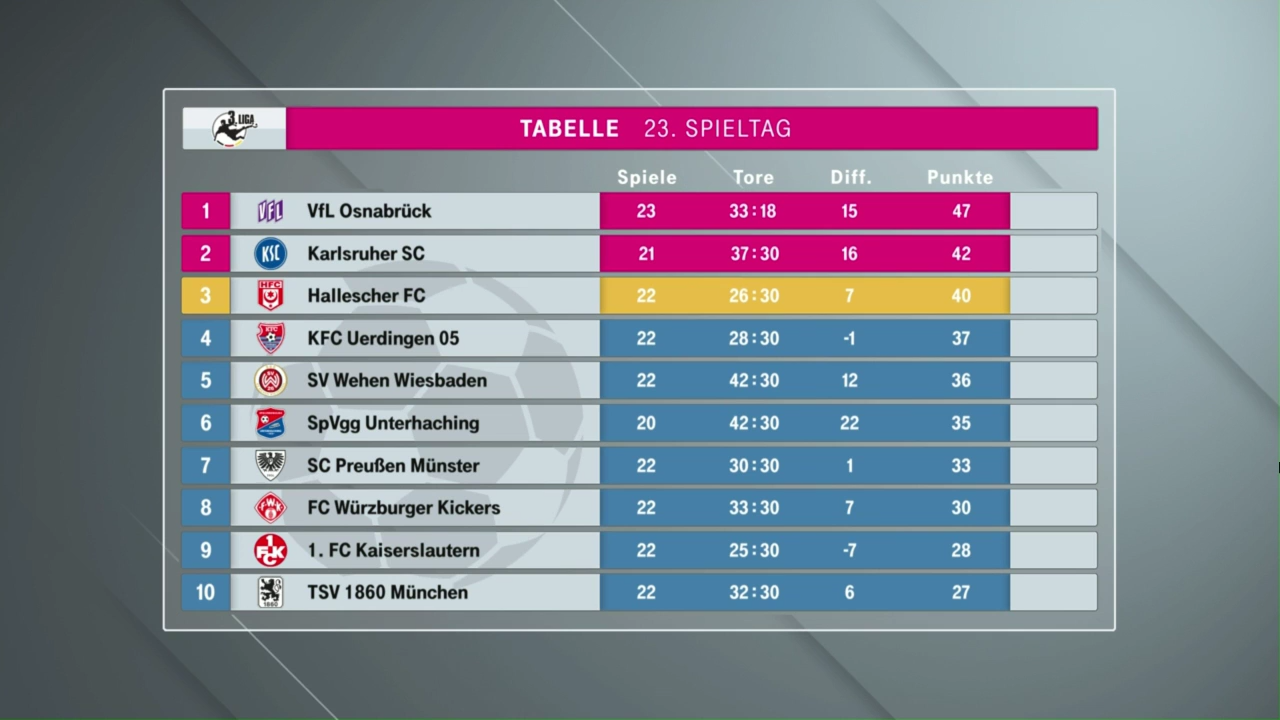 3. LIGA
TABELLE 23. SPIELTAG
Spiele Tore Diff. Punkte
1 VfL VfL Osnabrück 23 33:18 15 47
2 KSC Karlsruher SC 21 37:30 16 42
3 HFC Hallescher FC 22 26:30 7 40
4 KFC Uerdingen 05 22 28:30 -1 37
5 SV Wehen Wiesbaden 22 42:30 12 36
6 SpVgg Unterhaching 20 42:30 22 35
7 SC Preußen Münster 22 30:30 1 33
8 FWK FC Würzburger Kickers 22 33:30 7 30
9 1.FCK 1. FC Kaiserslautern 22 25:30 -7 28
10 1860 TSV 1860 München 22 32:30 6 27